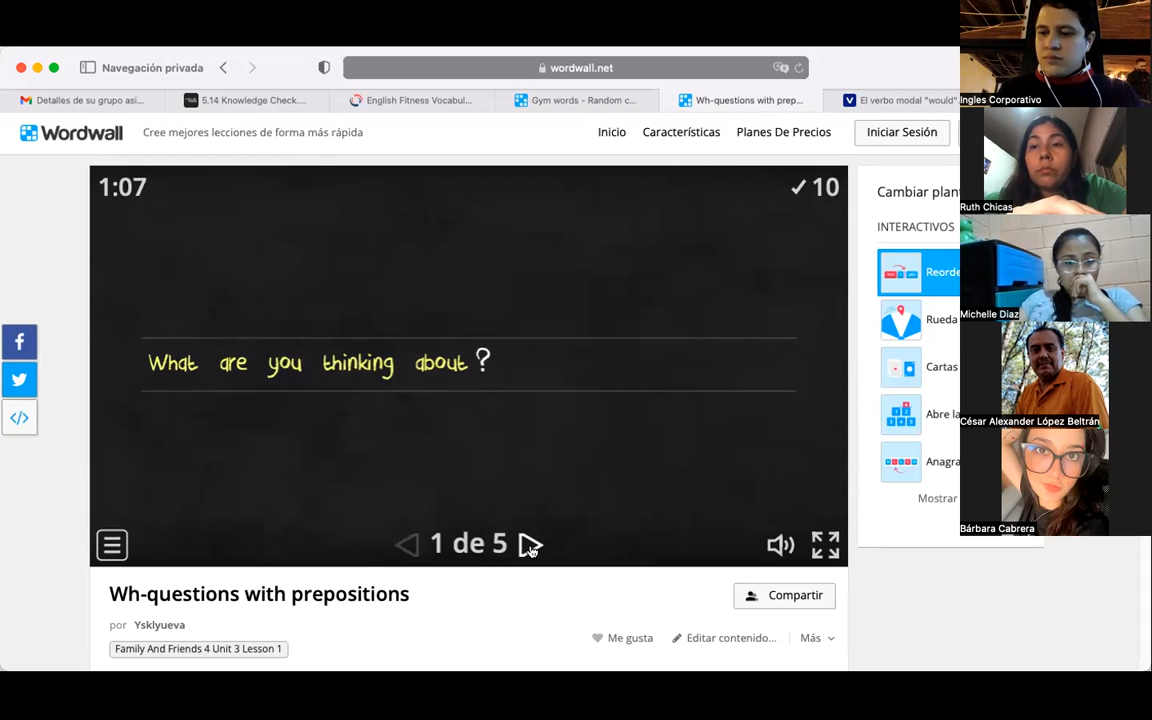 Navegación privada
wordwall.net
Detalles de su grupo asi...
5.14 Knowledge Check....
English Fitness Vocabul...
Gym words - Random c...
Wh-questions with prep...
El verbo modal "would"
Wordwall
Cree mejores lecciones de forma más rápida
Inicio
Características
Planes De Precios
Iniciar Sesión
1:07
10
What are you thinking about?
1 de 5
Cambiar plant
INTERACTIVOS
Reorde
Rueda
Cartas
Abre la
Anagra
Mostrar
Wh-questions with prepositions
Compartir
por Ysklyueva
Me gusta
Editar contenido...
Más
Family And Friends 4 Unit 3 Lesson 1
Ingles Corporativo
Ruth Chicas
Michelle Diaz
César Alexander López Beltrán
Bárbara Cabrera